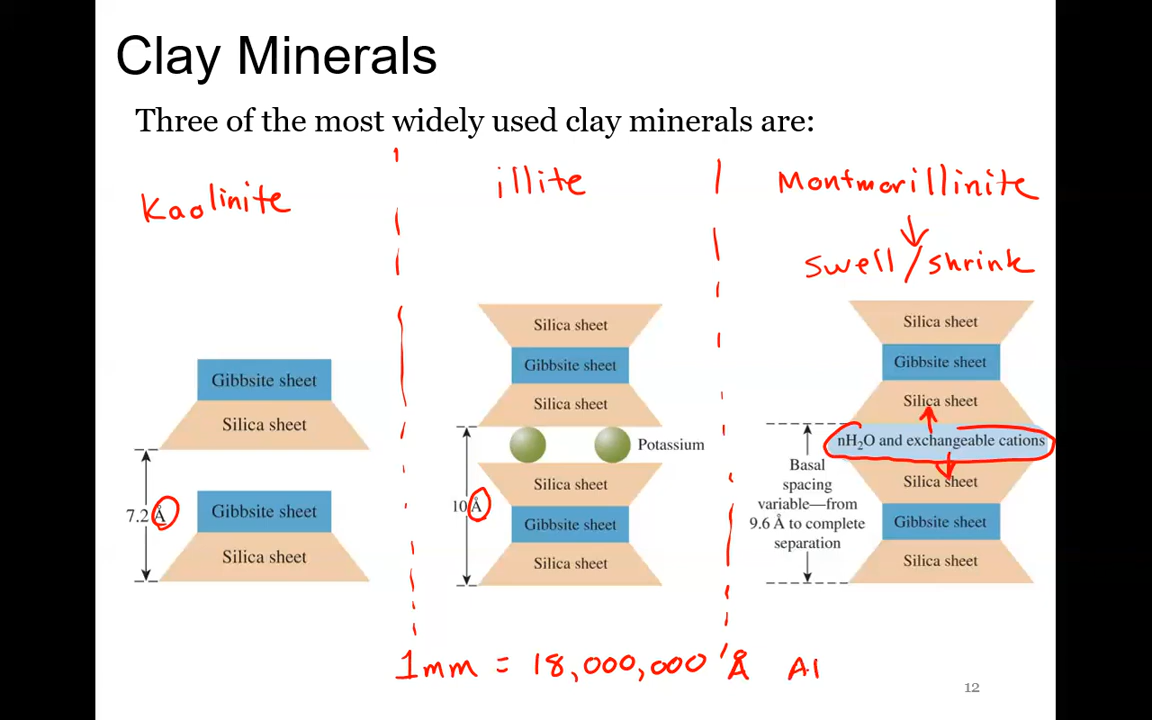 Clay Minerals
Three of the most widely used clay minerals are:
Kaolinite
illite
Montmorillinite
swell/shrink
Gibbsite sheet
Silica sheet
7.2 Å
Gibbsite sheet
Silica sheet
Silica sheet
Gibbsite sheet
Silica sheet
Potassium
10 Å
Silica sheet
Gibbsite sheet
Silica sheet
Silica sheet
Gibbsite sheet
Silica sheet
nH₂O and exchangeable cations
Basal
spacing
variable—from
9.6 Å to complete
separation
Silica sheet
Gibbsite sheet
Silica sheet
1mm = 18,000,000 Å
12